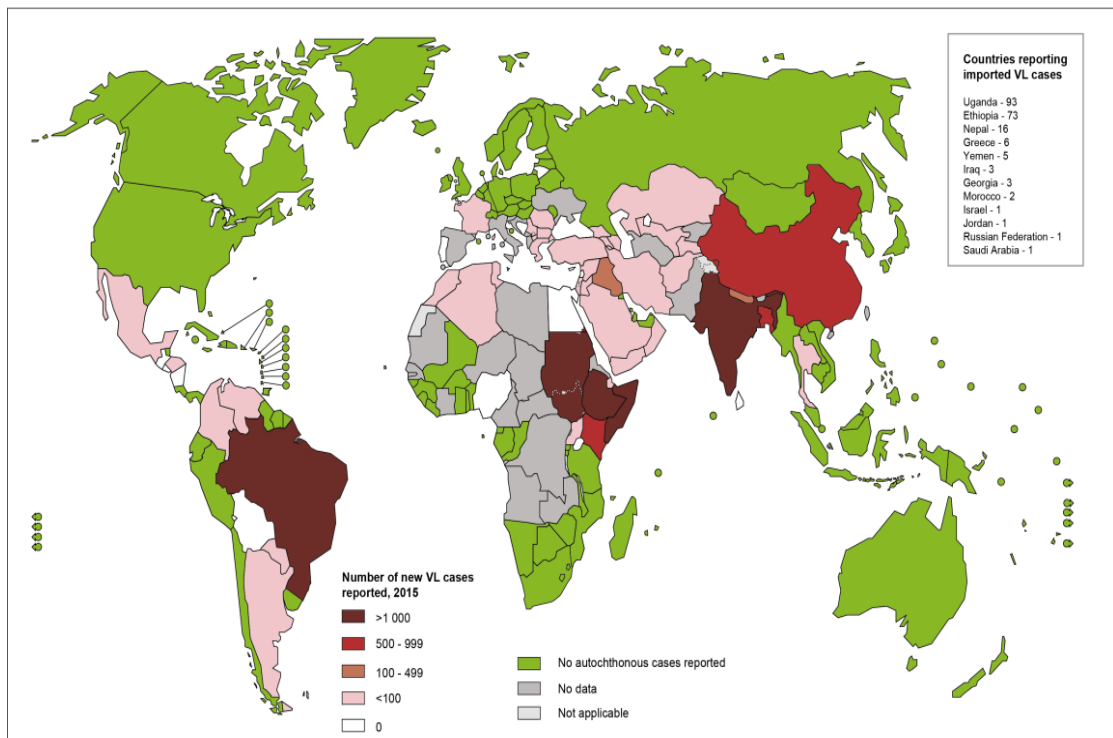 Countries reporting
imported VL cases
Uganda - 93
Ethiopia - 73
Nepal - 16
Greece - 6
Yemen - 5
Iraq - 3
Georgia - 3
Morocco - 2
Israel - 1
Jordan - 1
Russian Federation - 1
Saudi Arabia - 1
Number of new VL cases
reported, 2015
>1 000
500 - 999
100 - 499
<100
0
No autochthonous cases reported
No data
Not applicable